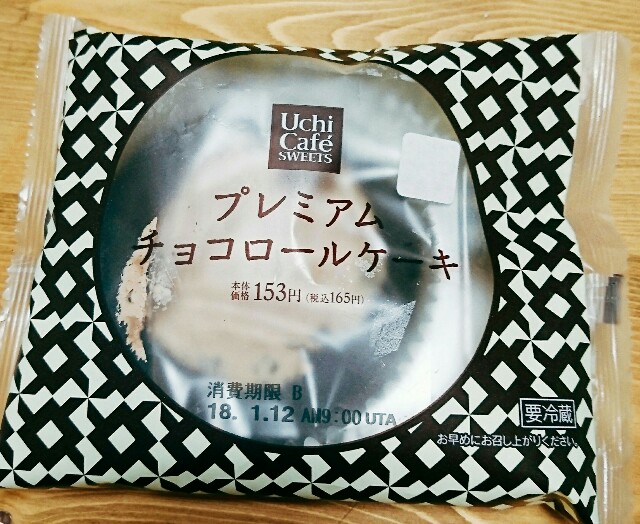 Uchi
Café
SWEETS
プレミアム
チョコロールケーキ
本体
価格 153円(税込165円)
消費期限 B
18. 1.12 AM9:00 UTA
要冷蔵
お早めにお召し上がりください。